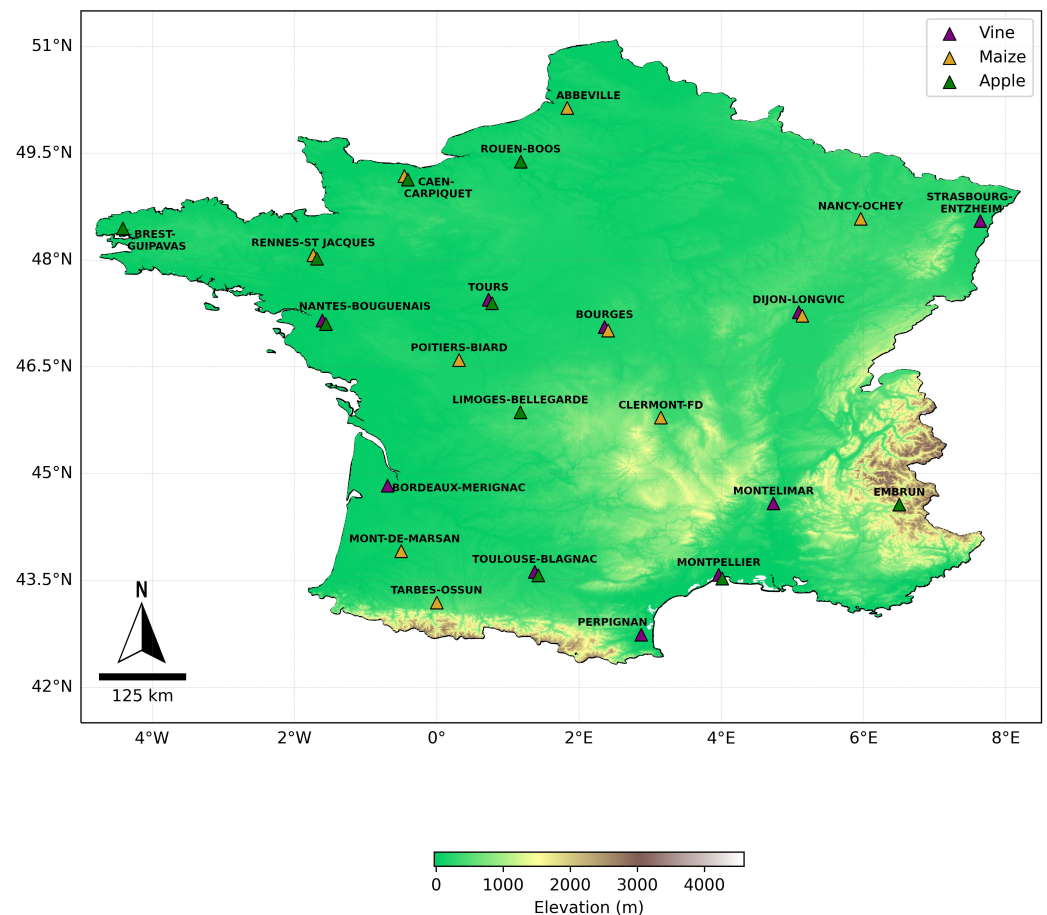 51°N
49.5°N
48°N
46.5°N
45°N
43.5°N
42°N
Vine
Maize
Apple
ABBEVILLE
ROUEN-BOOS
CAEN-
CARPIQUET
STRASBOURG-
ENTZHEIM
NANCY-OCHEY
BREST-
GUIPAVAS
RENNES-ST JACQUES
TOURS
NANTES-BOUGUENAIS
DIJON-LONGVIC
BOURGES
POITIERS-BIARD
LIMOGES-BELLEGARDE
CLERMONT-FD
BORDEAUX-MERIGNAC
MONTELIMAR
EMBRUN
MONT-DE-MARSAN
TOULOUSE-BLAGNAC
MONTPELLIER
TARBES-OSSUN
PERPIGNAN
N
125 km
4°W 2°W 0° 2°E 4°E 6°E 8°E
0 1000 2000 3000 4000
Elevation (m)